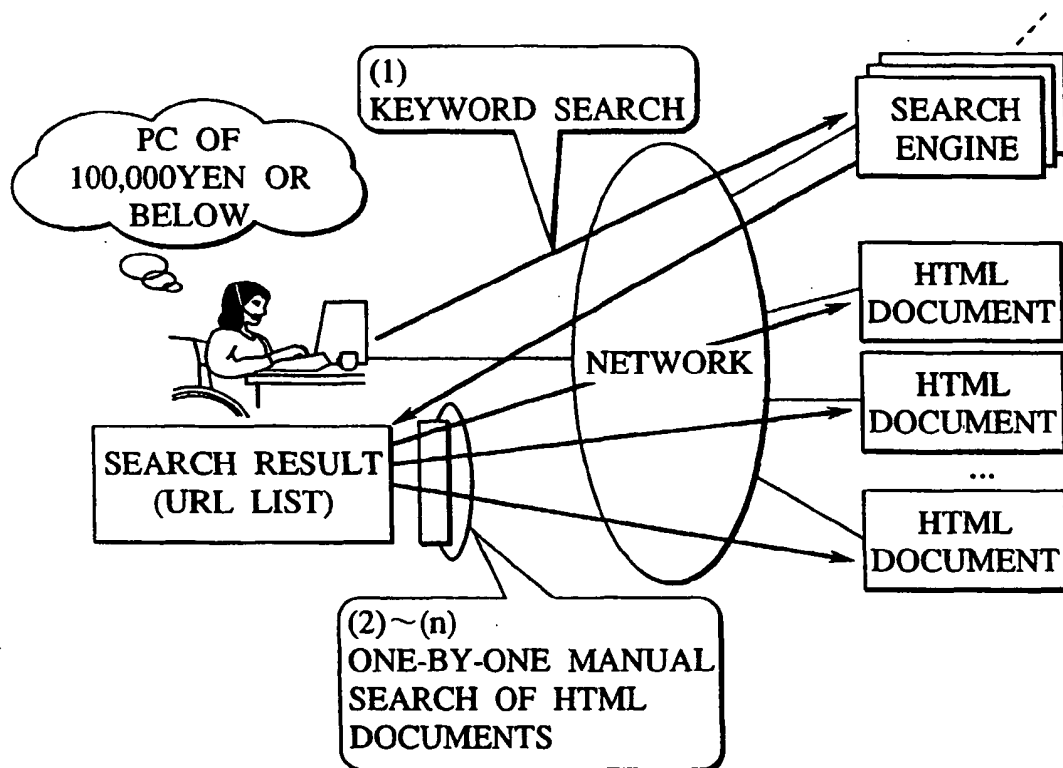 (1)
KEYWORD SEARCH
SEARCH
ENGINE
PC OF
100,000YEN OR
BELOW
HTML
DOCUMENT
NETWORK
HTML
DOCUMENT
SEARCH RESULT
(URL LIST)
...
HTML
DOCUMENT
(2)~(n)
ONE-BY-ONE MANUAL
SEARCH OF HTML
DOCUMENTS